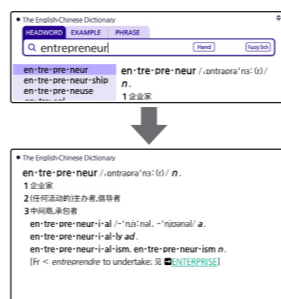 The English-Chinese Dictionary
HEADWORD EXAMPLE PHRASE
entrepreneur Hand Fuzzy Sch
en·tre·pre·neur
en·tre·pre·neur·ship
en·tre·pre·neuse
en·tre·pre·neur /ˌɒntrəprəˈnɜː(r)/
n.
1 企业家
The English-Chinese Dictionary
en·tre·pre·neur /ˌɒntrəprəˈnɜː(r)/ n.
1 企业家
2 (任何活动的)主办者,倡导者
3 中间商,承包者
en·tre·pre·neur·i·al /-ˈnjɜːnəl, -ˈnjʊənəl/ a.
en·tre·pre·neur·i·al·ly ad.
en·tre·pre·neur·i·al·ism, en·tre·pre·neur·ism n.
[Fr < entreprendre to undertake; 见 ➡ENTERPRISE]